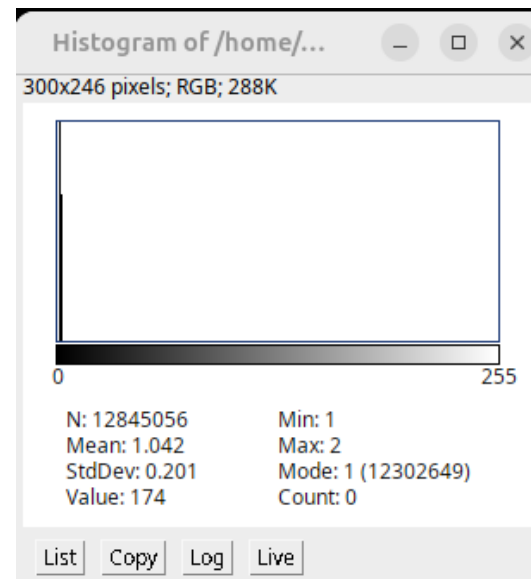 Histogram of /home/...
300x246 pixels; RGB; 288K
0 255
N: 12845056 Min: 1
Mean: 1.042 Max: 2
StdDev: 0.201 Mode: 1 (12302649)
Value: 174 Count: 0
List Copy Log Live